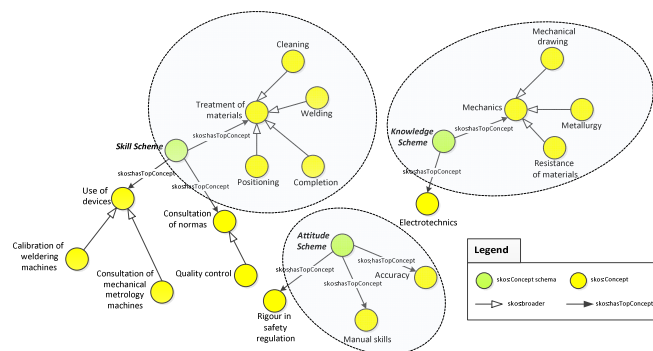 Cleaning
Treatment of
materials
Welding
skos:hasTopConcept
Skill Scheme
skos:hasTopConcept
skos:hasTopConcept
Positioning
Completion
Use of
devices
Consultation
of normas
Calibration of
weldering
machines
Consultation of
mechanical
metrology
machines
Quality control
Mechanical
drawing
Mechanics
skos:hasTopConcept
Metallurgy
Knowledge
Scheme
skos:hasTopConcept
Resistance
of materials
Electrotechnics
Attitude
Scheme
skos:hasTopConcept
skos:hasTopConcept
skos:hasTopConcept
Accuracy
Rigour in
safety
regulation
Manual skills
Legend
skos:Concept schema
skos:Concept
skos:broader
skos:hasTopConcept